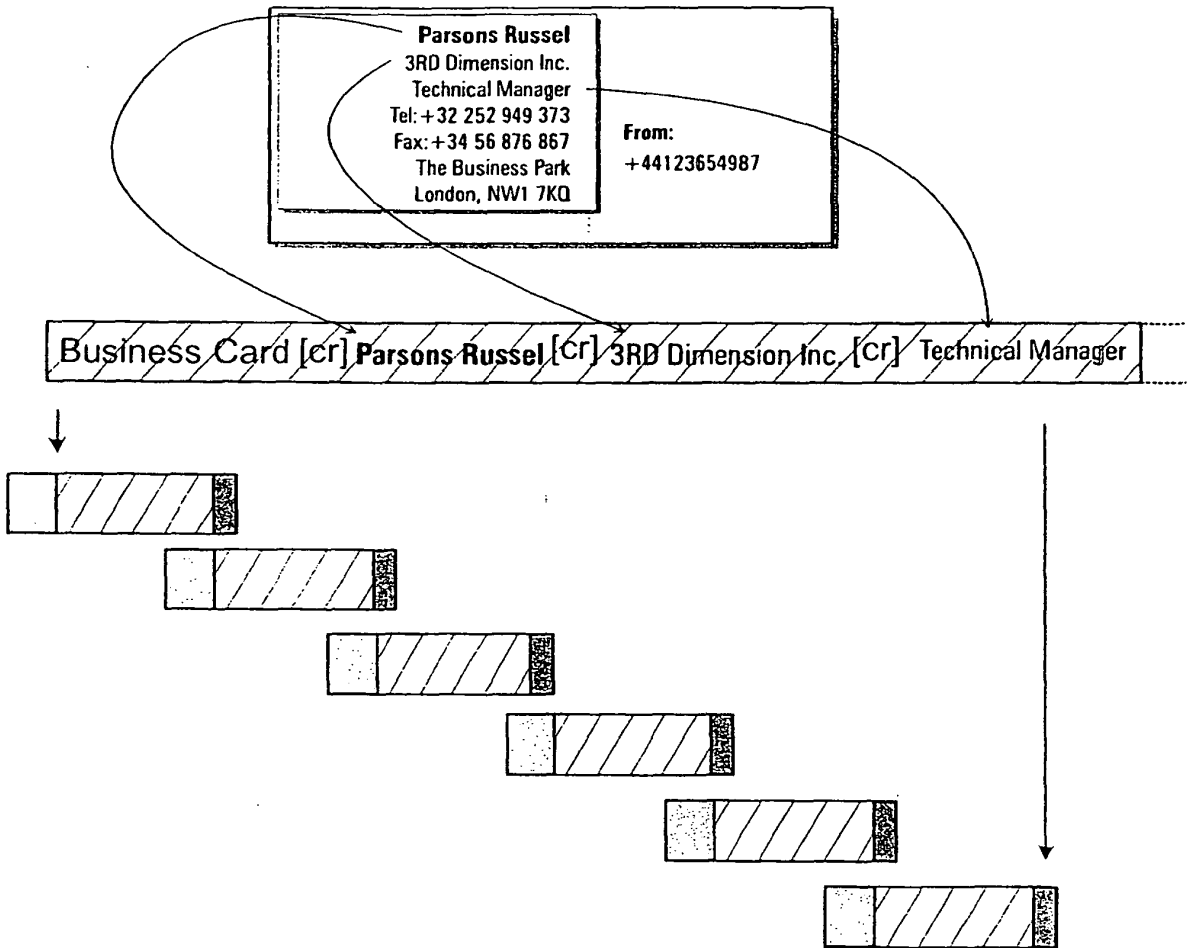 Parsons Russel
3RD Dimension Inc.
Technical Manager
Tel: +32 252 949 373
Fax: +34 56 876 867
The Business Park
London, NW1 7KQ
From:
+44123654987
Business Card [cr] Parsons Russel [cr] 3RD Dimension Inc. [cr] Technical Manager